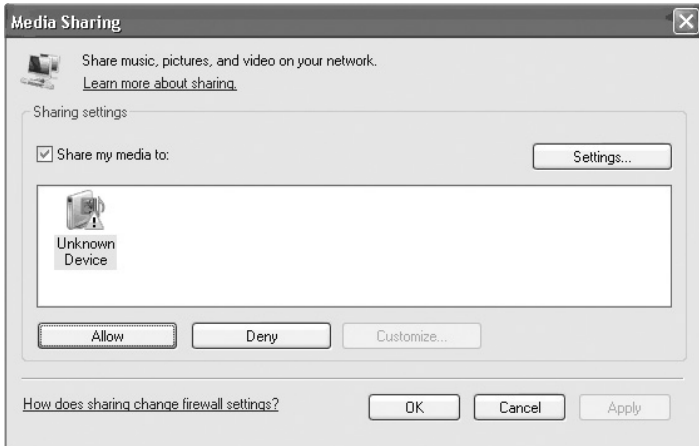 Media Sharing
Share music, pictures, and video on your network.
Learn more about sharing.
Sharing settings
Share my media to:
Settings...
Unknown
Device
Allow
Deny
Customize...
How does sharing change firewall settings?
OK
Cancel
Apply